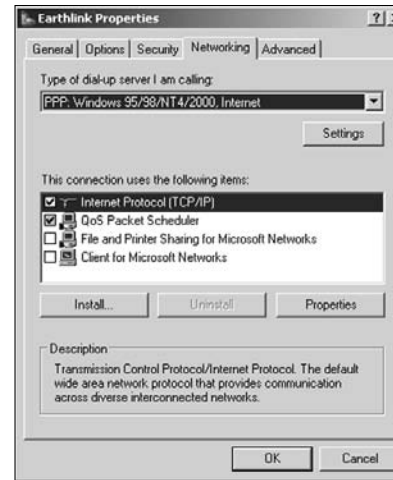 Earthlink Properties
General Options Security Networking Advanced
Type of dial-up server I am calling:
PPP: Windows 95/98/NT4/2000, Internet
Settings
This connection uses the following items:
Internet Protocol (TCP/IP)
QoS Packet Scheduler
File and Printer Sharing for Microsoft Networks
Client for Microsoft Networks
Install... Uninstall Properties
Description
Transmission Control Protocol/Internet Protocol. The default
wide area network protocol that provides communication
across diverse interconnected networks.
OK Cancel